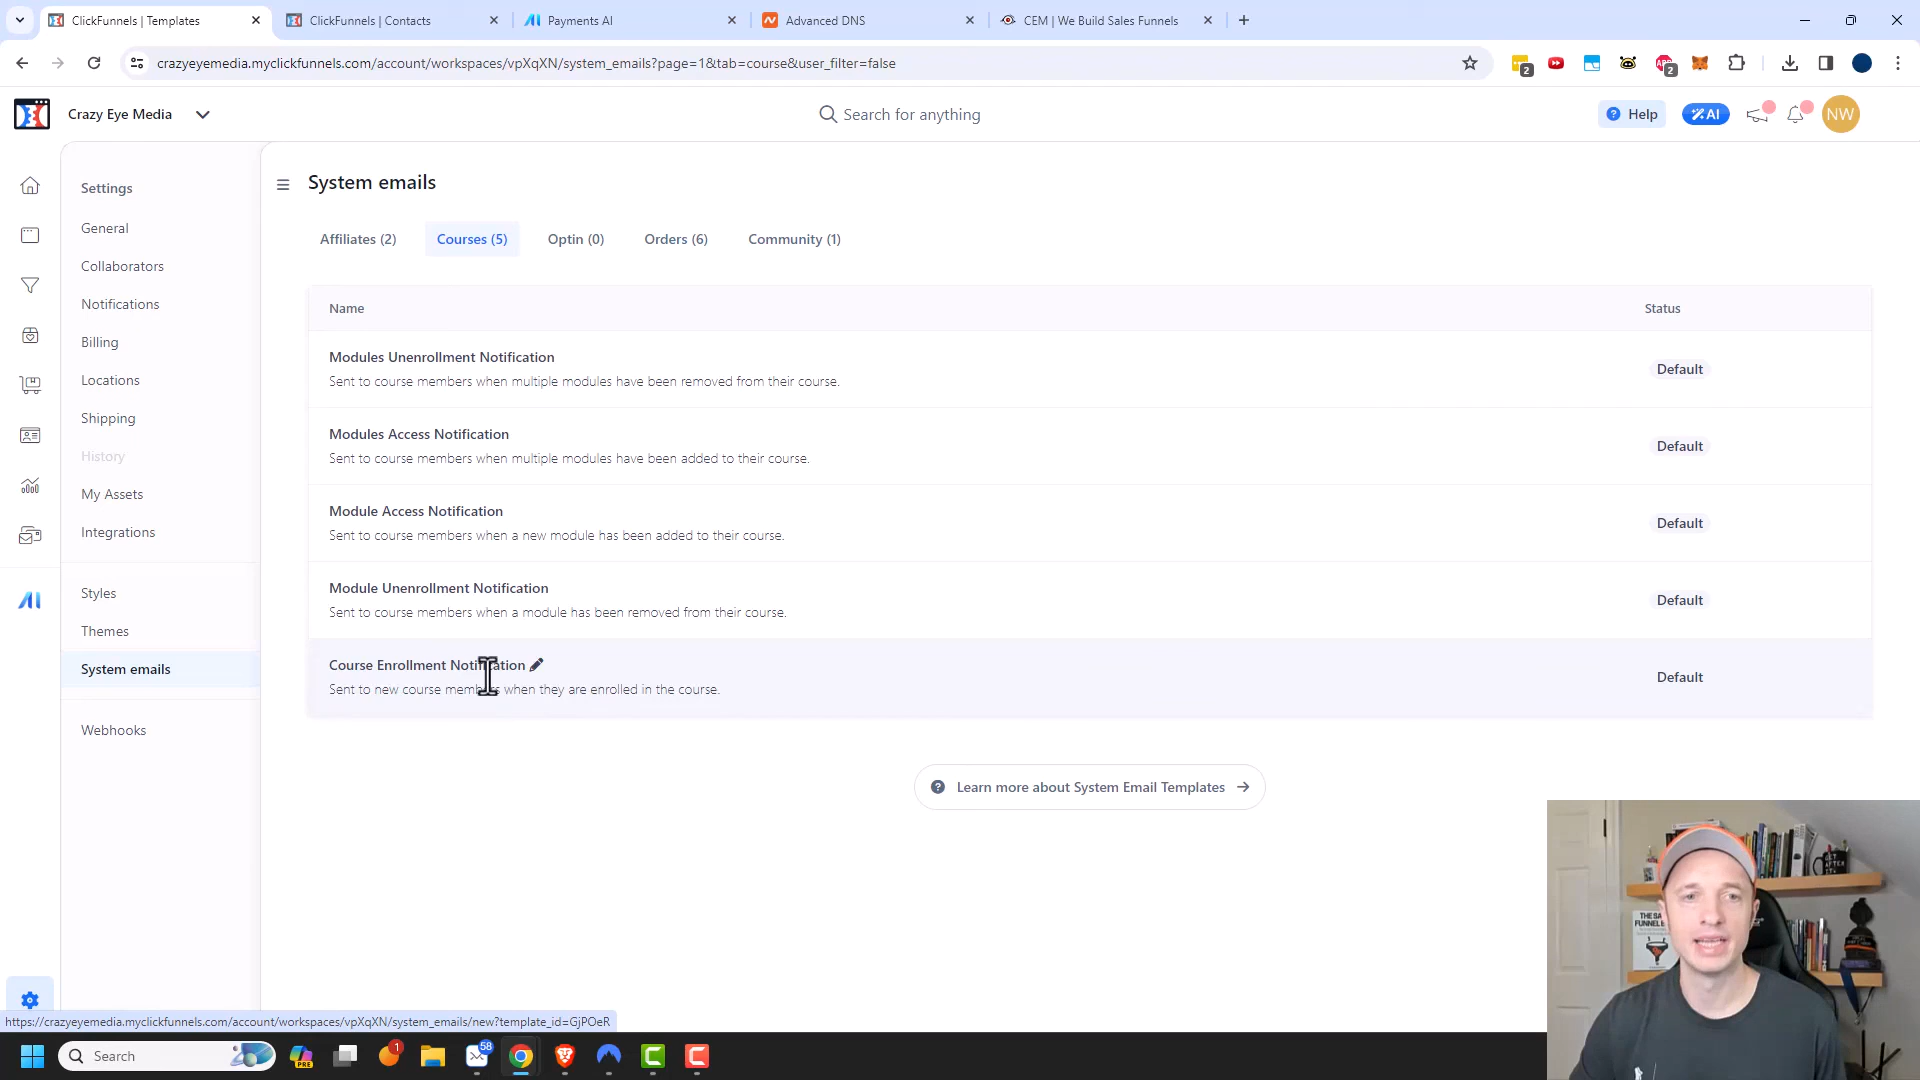 ClickFunnels | Templates
ClickFunnels | Contacts
Payments AI
Advanced DNS
CEM | We Build Sales Funnels
crazyeyemedia.myclickfunnels.com/account/workspaces/vpXqXN/system_emails?page=1&tab=course&user_filter=false
2
2
Crazy Eye Media
Search for anything
Help
AI
NW
Settings
General
Collaborators
Notifications
Billing
Locations
Shipping
History
My Assets
Integrations
Styles
Themes
System emails
Webhooks
System emails
Affiliates (2)
Courses (5)
Optin (0)
Orders (6)
Community (1)
Name
Status
Modules Unenrollment Notification
Sent to course members when multiple modules have been removed from their course.
Default
Modules Access Notification
Sent to course members when multiple modules have been added to their course.
Default
Module Access Notification
Sent to course members when a new module has been added to their course.
Default
Module Unenrollment Notification
Sent to course members when a module has been removed from their course.
Default
Course Enrollment Notification
Sent to new course members when they are enrolled in the course.
Default
Learn more about System Email Templates
https://crazyeyemedia.myclickfunnels.com/account/workspaces/vpXqXN/system_emails/new?template_id=GjPOeR
Search
PRE
1
58